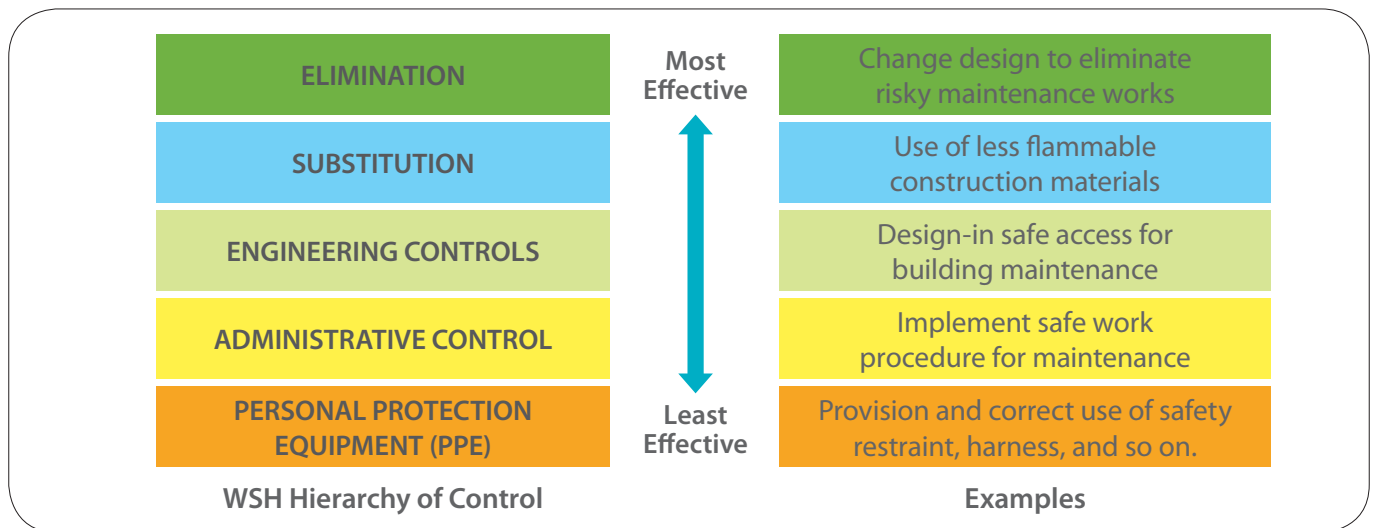 ELIMINATION
Most
Effective
Change design to eliminate
risky maintenance works
SUBSTITUTION
Use of less flammable
construction materials
ENGINEERING CONTROLS
Design-in safe access for
building maintenance
ADMINISTRATIVE CONTROL
Implement safe work
procedure for maintenance
PERSONAL PROTECTION
EQUIPMENT (PPE)
Least
Effective
Provision and correct use of safety
restraint, harness, and so on.
WSH Hierarchy of Control
Examples